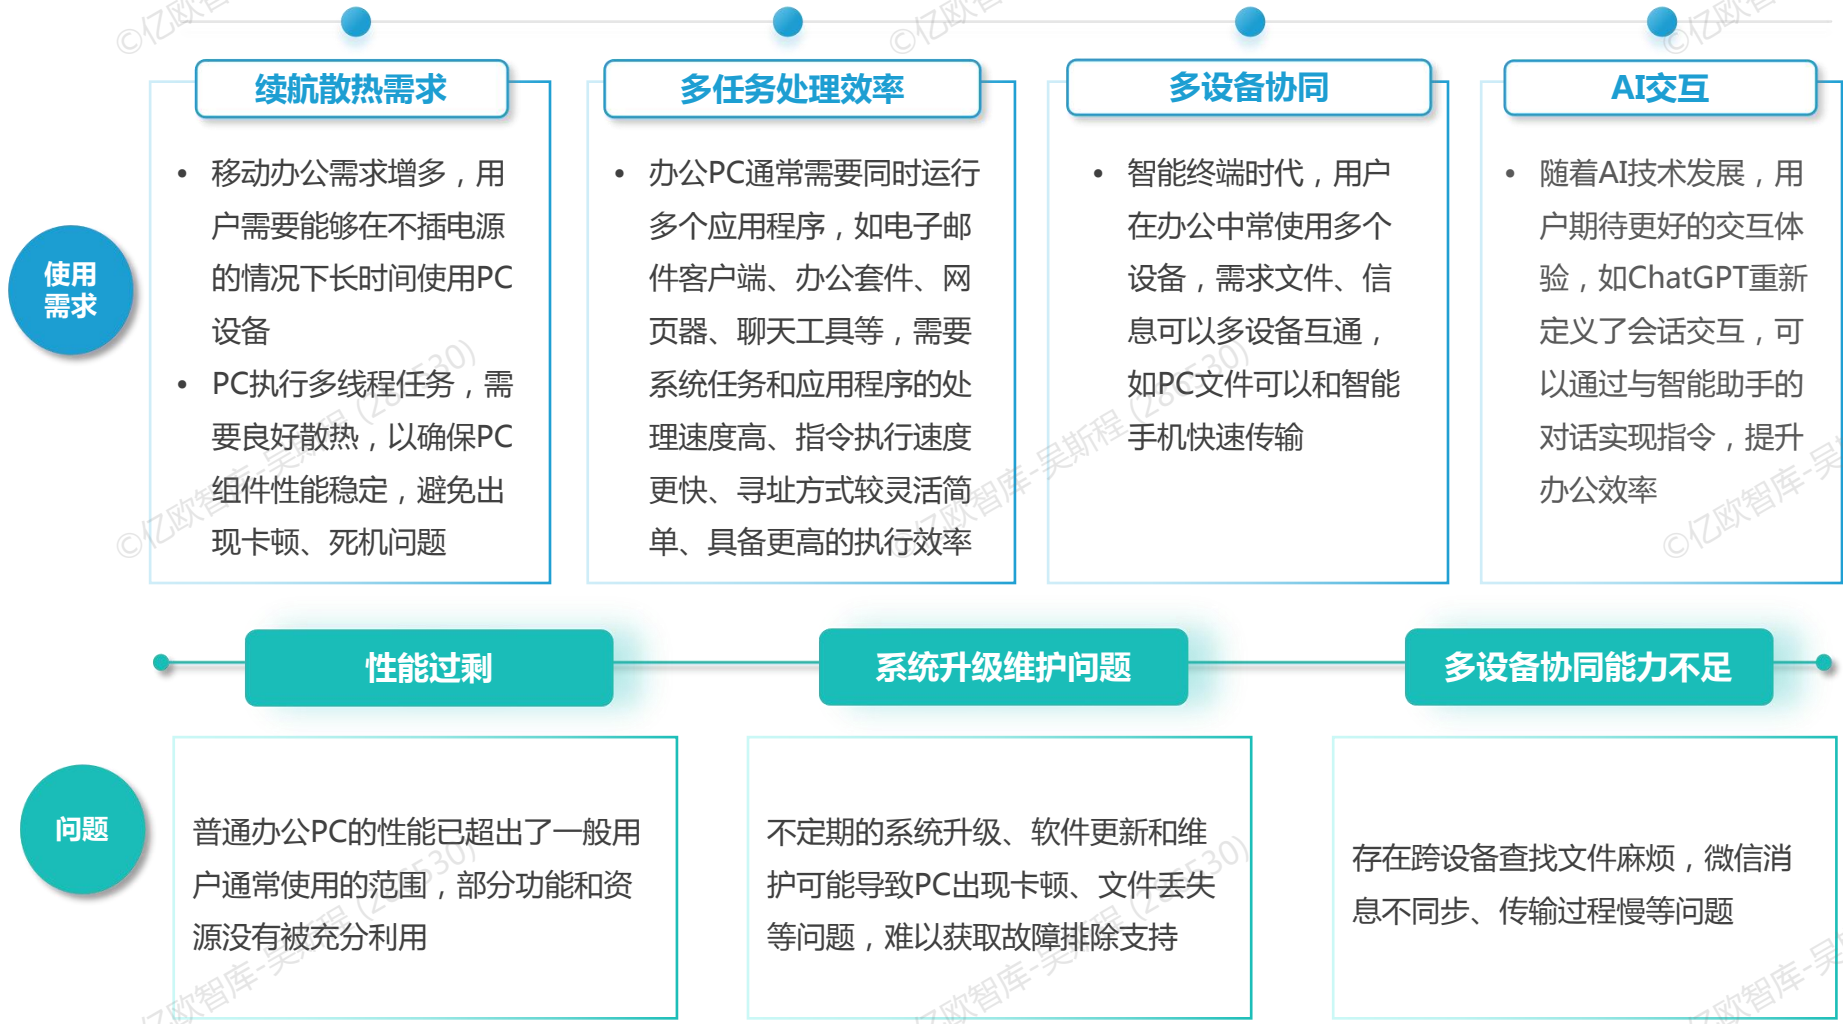 续航散热需求
多任务处理效率
多设备协同
AI交互
使用
需求
• 移动办公需求增多，用
户需要能够在不插电源
的情况下长时间使用PC
设备
• PC执行多线程任务，需
要良好散热，以确保PC
组件性能稳定，避免出
现卡顿、死机问题
• 办公PC通常需要同时运行
多个应用程序，如电子邮
件客户端、办公套件、网
页器、聊天工具等，需要
系统任务和应用程序的处
理速度高、指令执行速度
更快、寻址方式较灵活简
单、具备更高的执行效率
• 智能终端时代，用户
在办公中常使用多个
设备，需求文件、信
息可以多设备互通，
如PC文件可以和智能
手机快速传输
• 随着AI技术发展，用
户期待更好的交互体
验，如ChatGPT重新
定义了会话交互，可
以通过与智能助手的
对话实现指令，提升
办公效率
性能过剩
系统升级维护问题
多设备协同能力不足
问题
普通办公PC的性能已超出了一般用
户通常使用的范围，部分功能和资
源没有被充分利用
不定期的系统升级、软件更新和维
护可能导致PC出现卡顿、文件丢失
等问题，难以获取故障排除支持
存在跨设备查找文件麻烦，微信消
息不同步、传输过程慢等问题
©亿欧智库-吴斯程 (286530)
©亿欧智库-吴斯程 (286530)
©亿欧智库-吴